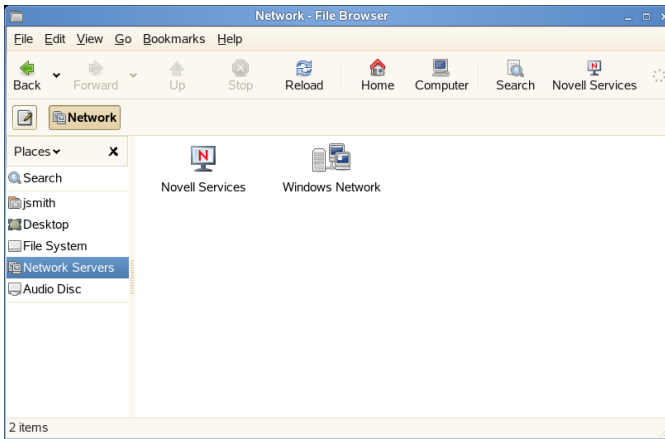 Network - File Browser
File Edit View Go Bookmarks Help
Back Forward Up Stop Reload Home Computer Search Novell Services
Network
Places
Search
jsmith
Desktop
File System
Network Servers
Audio Disc
N
Novell Services
Windows Network
2 items